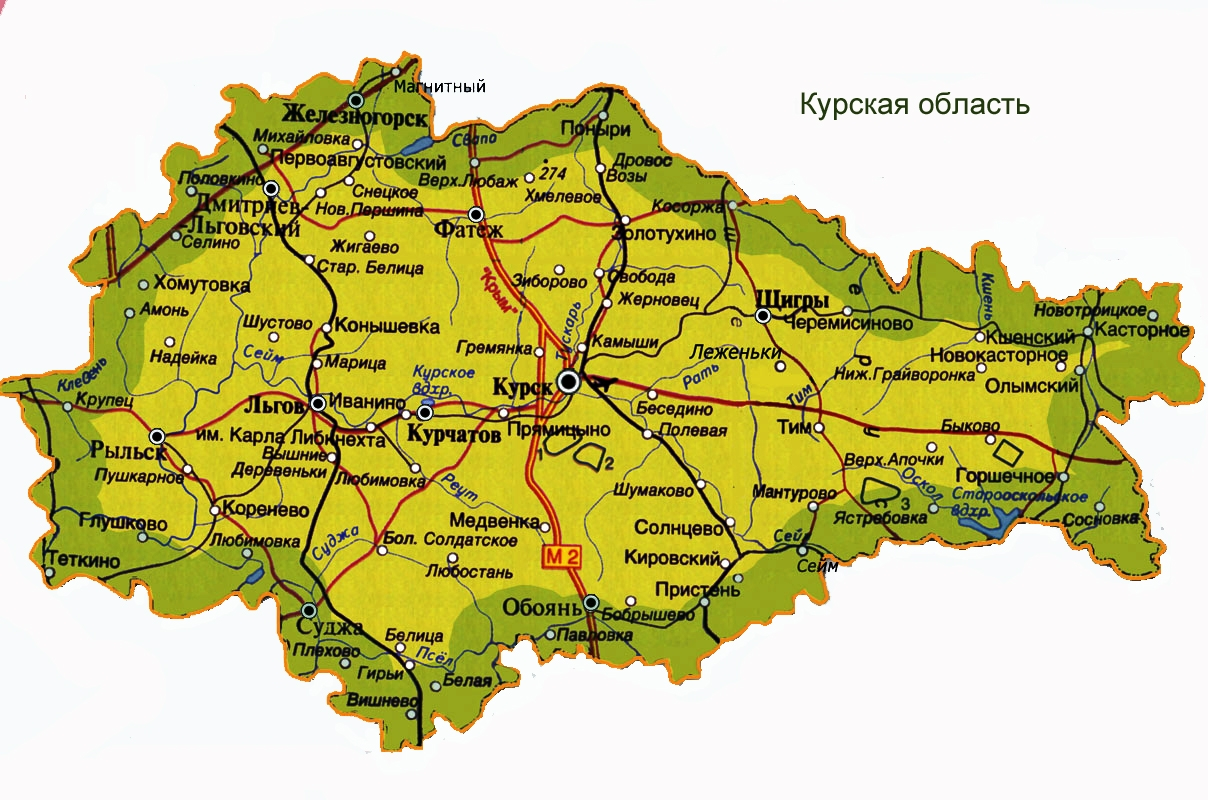 Курская область
Магнитный
Железногорск
Михайловка
Свапа
Поныри
Первоавгустовский
Дровос
Верх.Любаж
274
Возы
Половкино
Снецкое
Хмелевое
Дмитриев-
-Льговский
Нов.Першина
Косоржа
Фатеж
Золотухино
Щ
Селино
Жигаево
Стар. Белица
Зиборово
Свобода
Хомутовка
"Крым"
Жерновец
Кшень
Щигры
е
Новотроицкое
Амонь
Шустово
Конышевка
Тускарь
е
Черемисиново
Касторное
Камыши
Кшенский
Надейка
Сейм
Марица
Гремянка
Леженьки
р
Новокасторное
Клевень
Курское
вдхр.
Рать
Ниж.Грайворонка
Олымский
Крупец
Курск
Тим
Льгов
Иваниновка
Беседино
им. Карла Либкнехта
Курчатов
Прямицыно
Полевая
Тим
Быково
Рыльск
Вышние
Деревеньки
1
2
Верх.Апочки
Пушкарное
Любимовка
Реут
Шумаково
Мантурово
Оскол
Горшечное
Старооскольское
вдхр.
3
Кореново
Глушково
Медвенка
Солнцево
Ястребовка
Сосновка
Любимовка
Суджа
Бол. Солдатское
Сейм
Теткино
М 2
Кировский
Сейм
Любостань
Пристень
Обоянь
Бобрышево
Суджа
Павловка
Белица
Плехово
Псёл
Гирьи
Белая
Вишнево